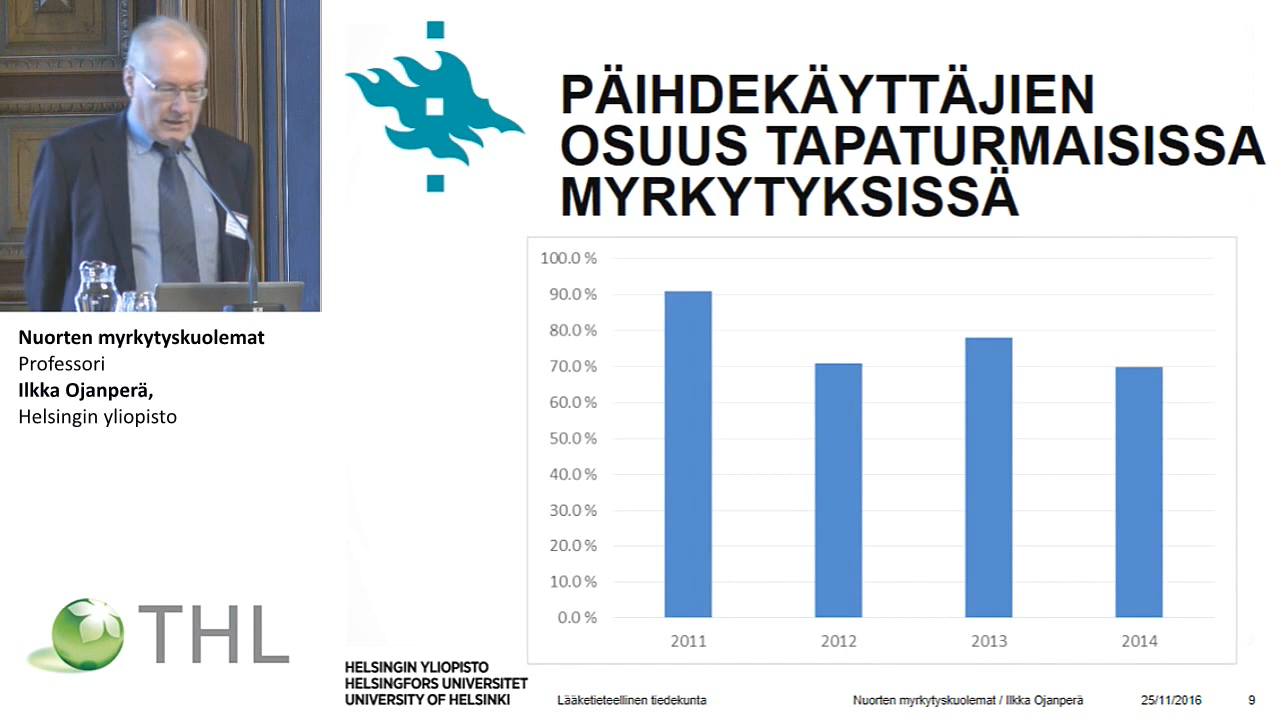 PÄIHDEKÄYTTÄJIEN
OSUUS TAPATURMAISISSA
MYRKYTYKSISSÄ
Nuorten myrkytyskuolemat
Professori
Ilkka Ojanperä,
Helsingin yliopisto
THL
100.0 %
90.0 %
80.0 %
70.0 %
60.0 %
50.0 %
40.0 %
30.0 %
20.0 %
10.0 %
0.0 %
2011 2012 2013 2014
HELSINGIN YLIOPISTO
HELSINGFORS UNIVERSITET
UNIVERSITY OF HELSINKI
Lääketieteellinen tiedekunta Nuorten myrkytyskuolemat / Ilkka Ojanperä 25/11/2016 9